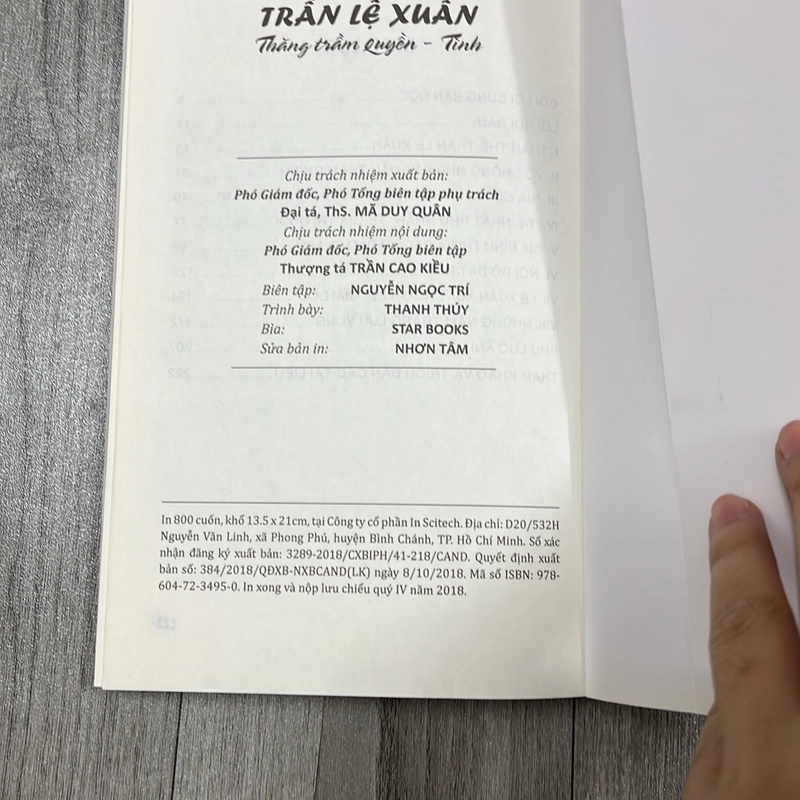 TRẦN LỆ XUÂN
Thăng trầm Quyền - Tình
Chịu trách nhiệm xuất bản:
Phó Giám đốc, Phó Tổng biên tập phụ trách
Đại tá, ThS. MÃ DUY QUÂN
Chịu trách nhiệm nội dung:
Phó Giám đốc, Phó Tổng biên tập
Thượng tá TRẦN CAO KIỀU
Biên tập: NGUYỄN NGỌC TRÍ
Trình bày: THANH THỦY
Bìa: STAR BOOKS
Sửa bản in: NHƠN TÂM
In 800 cuốn, khổ 13.5 x 21cm, tại Công ty cổ phần In Scitech. Địa chỉ: D20/532H
Nguyễn Văn Linh, xã Phong Phú, huyện Bình Chánh, TP. Hồ Chí Minh. Số xác
nhận đăng ký xuất bản: 3289-2018/CXBIPH/41-218/CAND. Quyết định xuất
bản số: 384/2018/QĐXB-NXBCAND(LK) ngày 8/10/2018. Mã số ISBN: 978-
604-72-3495-0. In xong và nộp lưu chiểu quý IV năm 2018.